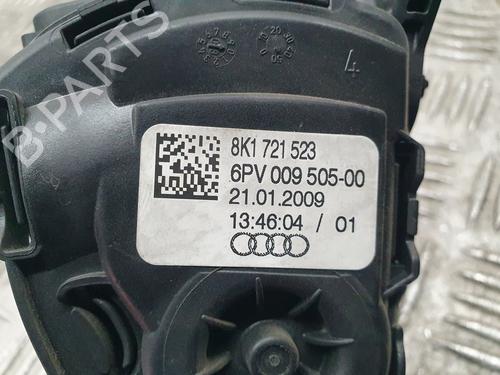 4
8K1 721 523
6PV 009 505-00
21.01.2009
13:46:04 / 01
B-PARTS